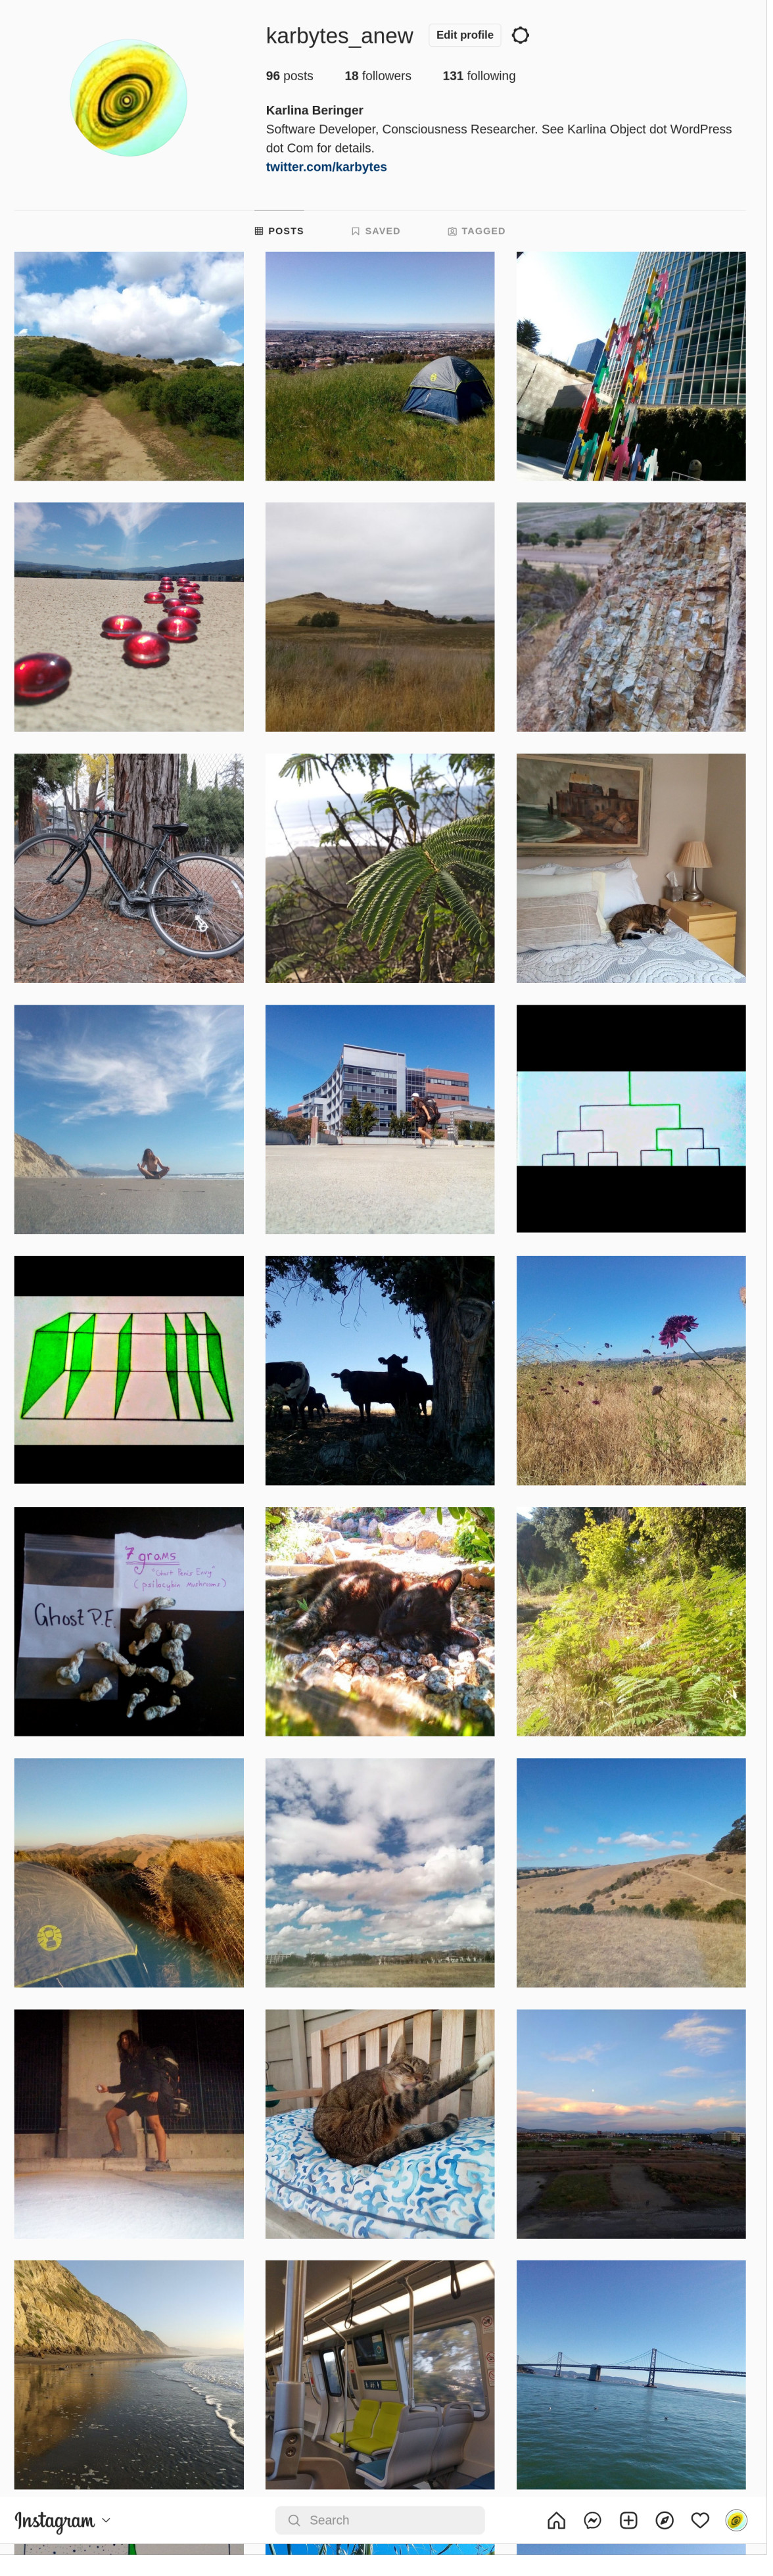 karbytes_anew Edit profile
96 posts 18 followers 131 following
Karlina Beringer
Software Developer, Consciousness Researcher. See Karlina Object dot WordPress
dot Com for details.
twitter.com/karbytes
POSTS SAVED TAGGED
7 grams
"Ghost Penis Envy"
(psilocybin mushrooms)
Ghost P.E.
Instagram Search